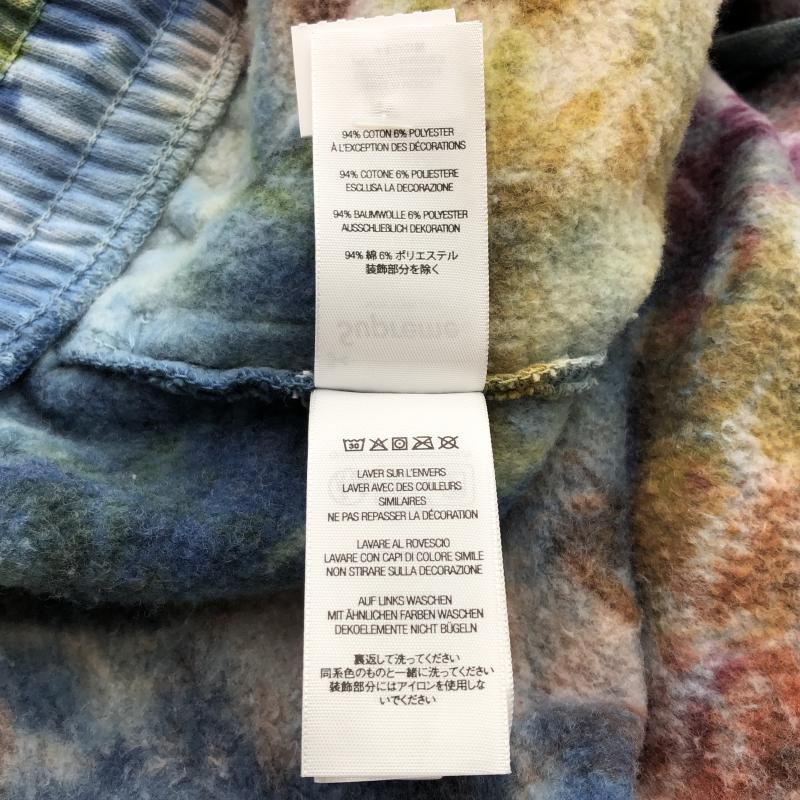 94% COTON 6% POLYESTER
À L'EXCEPTION DES DÉCORATIONS
94% COTONE 6% POLIESTERE
ESCLUSA LA DECORAZIONE
94% BAUMWOLLE 6% POLYESTER
AUSSCHLIEBLICH DEKORATION
94% 綿 6% ポリエステル
装飾部分を除く
Supreme
30
LAVER SUR L'ENVERS
LAVER AVEC DES COULEURS
SIMILAIRES
NE PAS REPASSER LA DÉCORATION
LAVARE AL ROVESCIO
LAVARE CON CAPI DI COLORE SIMILE
NON STIRARE SULLA DECORAZIONE
AUF LINKS WASCHEN
MIT ÄHNLICHEN FARBEN WASCHEN
DEKOELEMENTE NICHT BÜGELN
裏返して洗ってください
同系色のものと一緒に洗ってください
装飾部分にはアイロンを使用しな
いでください